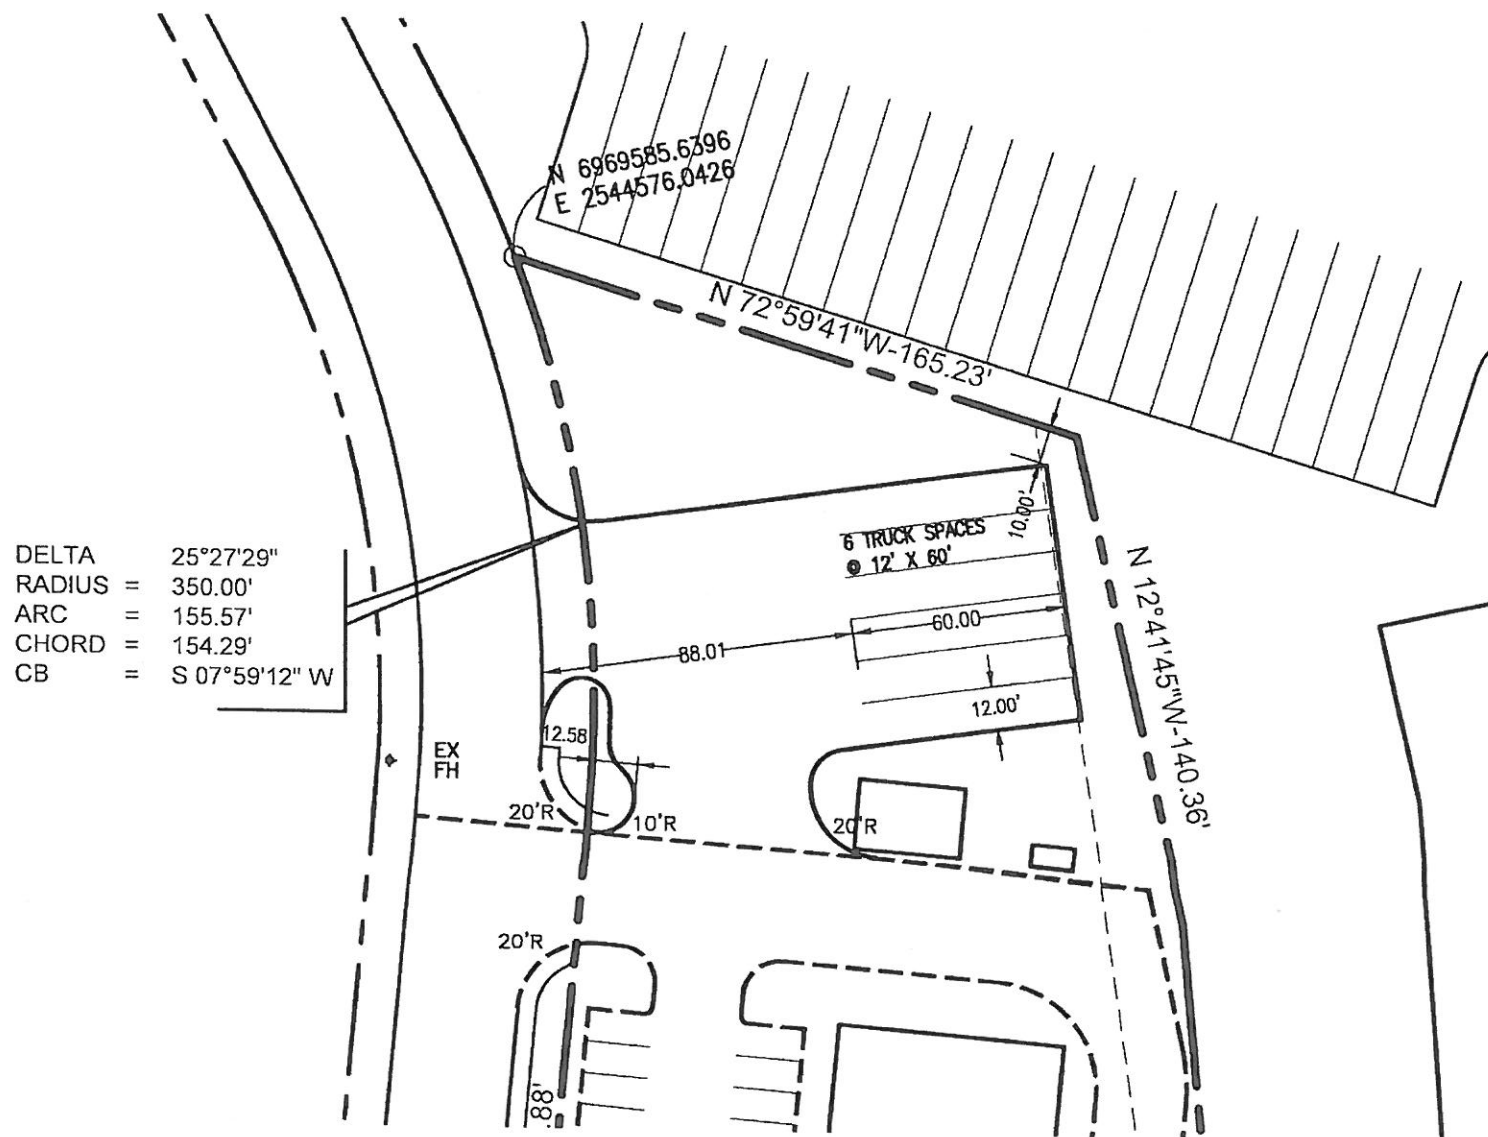 N 6969585.6396
E 2544576.0426
N 72°59'41"W-165.23'
10.00'
6 TRUCK SPACES
@ 12' X 60'
N 12°41'45"W-140.36'
DELTA 25°27'29"
RADIUS = 350.00'
ARC = 155.57'
CHORD = 154.29'
CB = S 07°59'12" W
60.00
88.01
12.00'
12.58
EX
FH
20'R
10'R
20'R
20'R
.88'